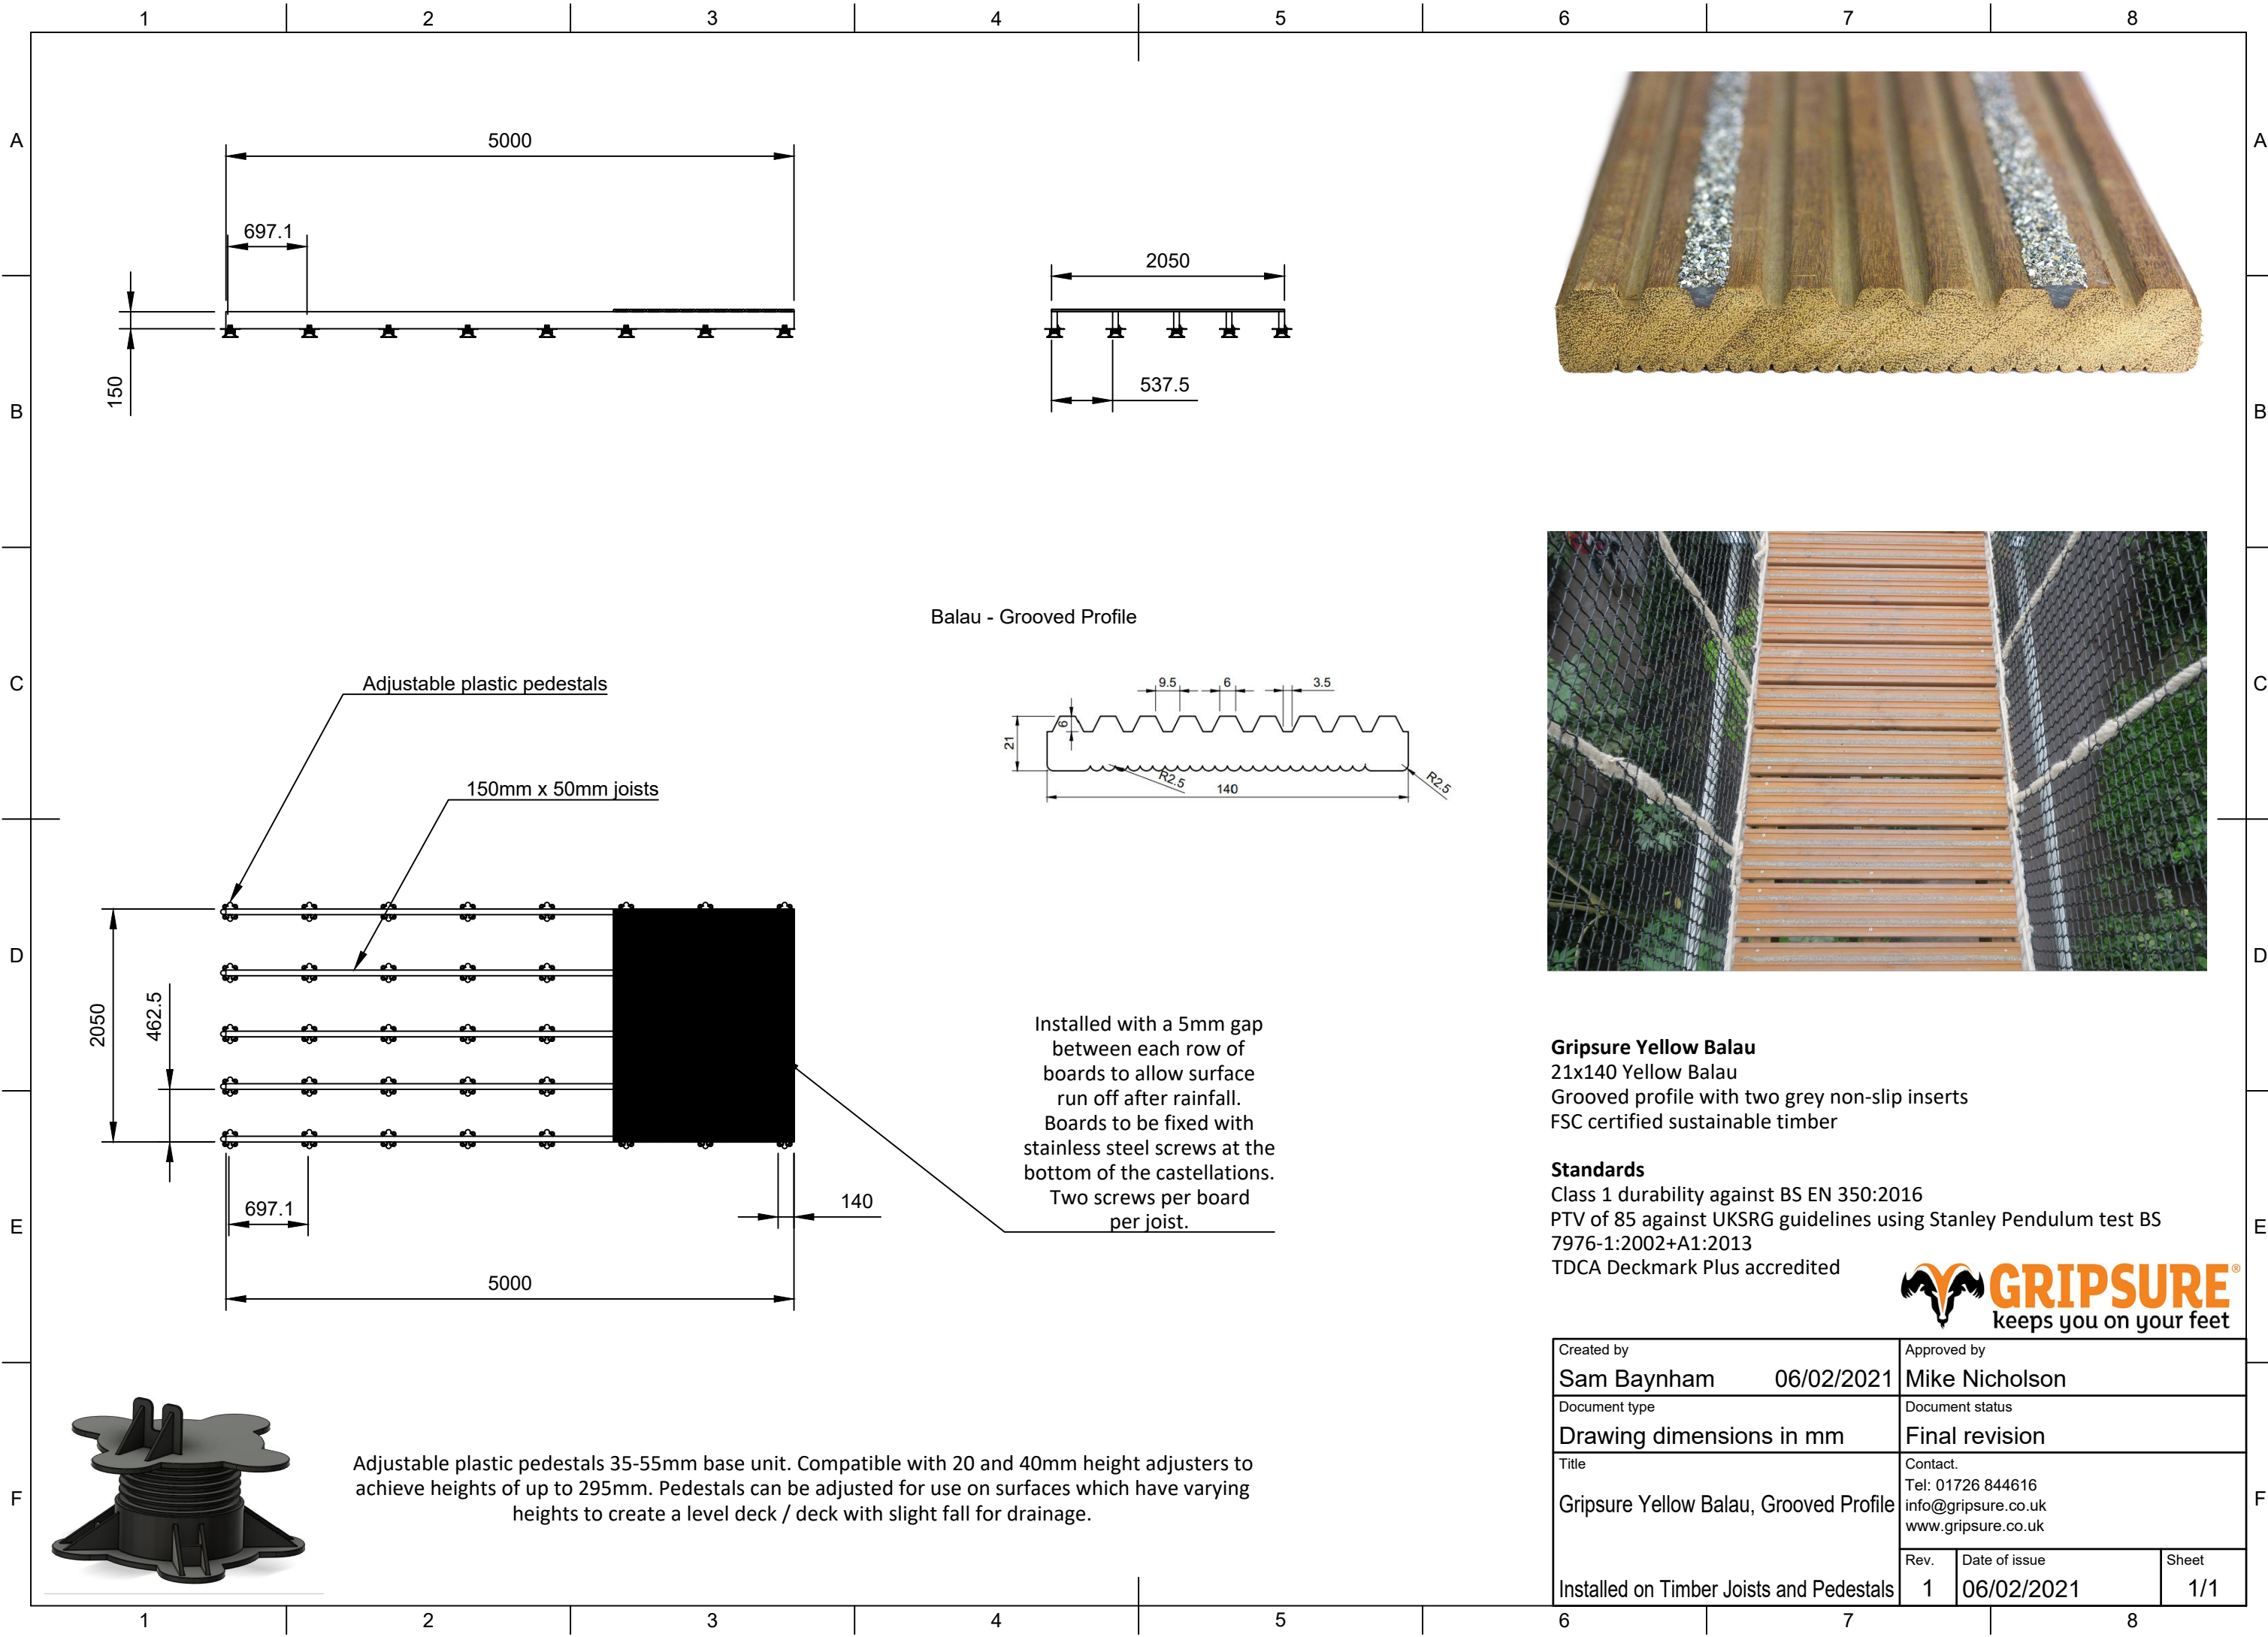 1 2 3 4 5 6 7 8
A A
B B
C C
D D
E E
F F
5000
697.1
150
2050
537.5
Balau - Grooved Profile
9.5 6 3.5
6
21
R2.5
140
R2.5
Adjustable plastic pedestals
150mm x 50mm joists
2050
462.5
697.1
140
5000
Installed with a 5mm gap
between each row of
boards to allow surface
run off after rainfall.
Boards to be fixed with
stainless steel screws at the
bottom of the castellations.
Two screws per board
per joist.
Gripsure Yellow Balau
21x140 Yellow Balau
Grooved profile with two grey non-slip inserts
FSC certified sustainable timber
Standards
Class 1 durability against BS EN 350:2016
PTV of 85 against UKSRG guidelines using Stanley Pendulum test BS
7976-1:2002+A1:2013
TDCA Deckmark Plus accredited
GRIPSURE®
keeps you on your feet
Adjustable plastic pedestals 35-55mm base unit. Compatible with 20 and 40mm height adjusters to
achieve heights of up to 295mm. Pedestals can be adjusted for use on surfaces which have varying
heights to create a level deck / deck with slight fall for drainage.
Created by
Sam Baynham 06/02/2021
Approved by
Mike Nicholson
Document type
Drawing dimensions in mm
Document status
Final revision
Title
Gripsure Yellow Balau, Grooved Profile
Installed on Timber Joists and Pedestals
Contact.
Tel: 01726 844616
info@gripsure.co.uk
www.gripsure.co.uk
Rev.
1
Date of issue
06/02/2021
Sheet
1/1
1 2 3 4 5 6 7 8